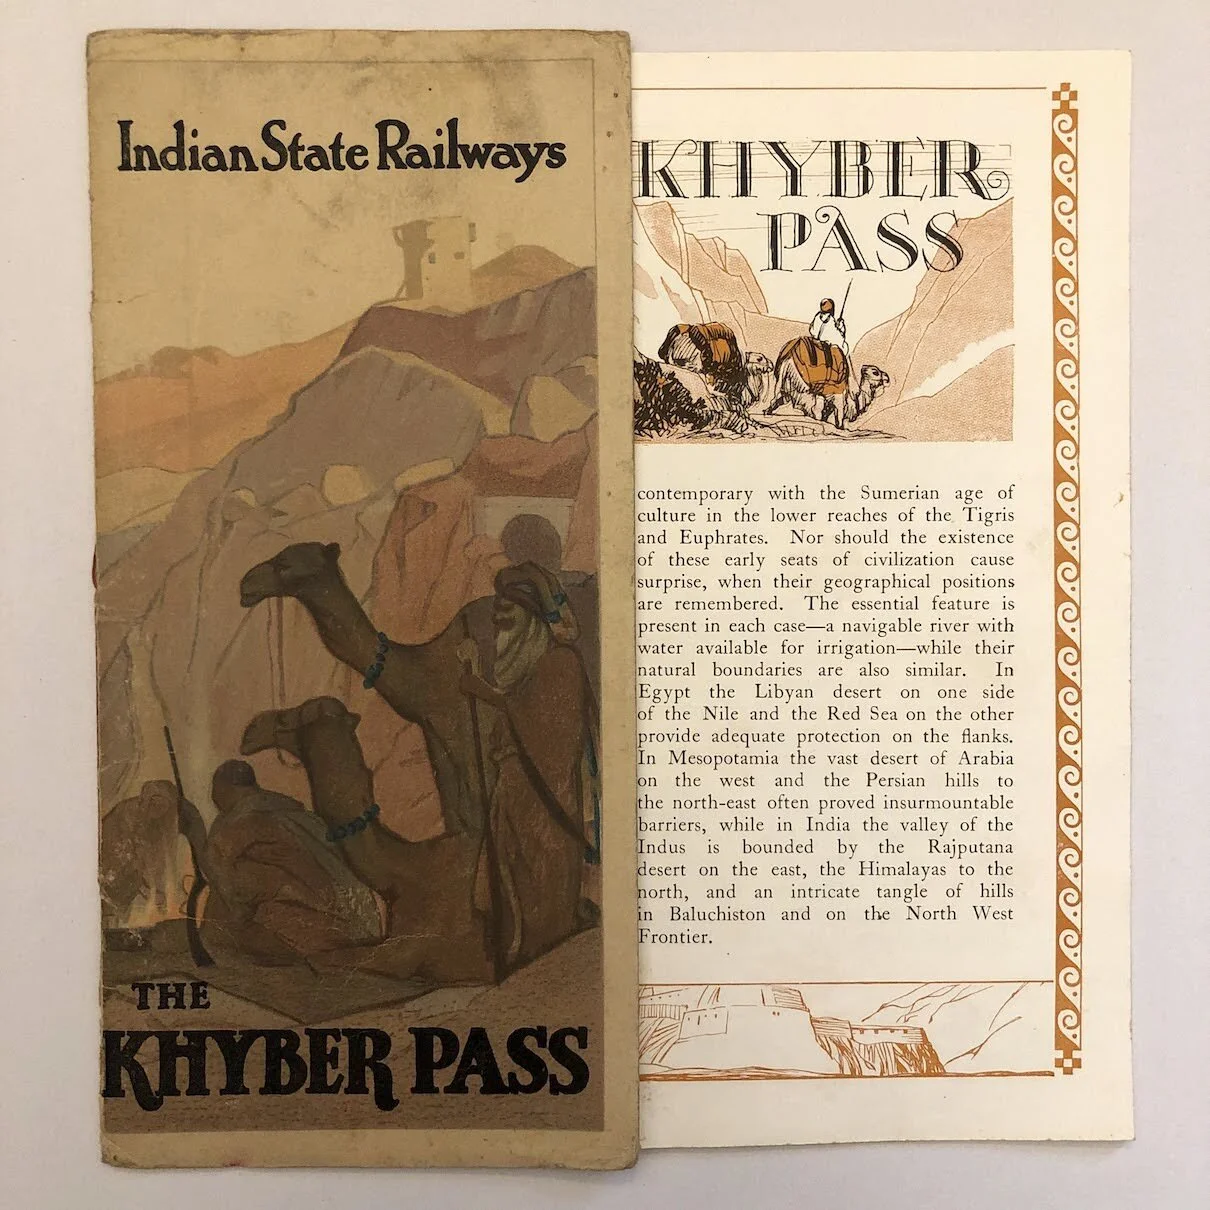 Indian State Railways
THE
KHYBER PASS
KHYBER
PASS
contemporary with the Sumerian age of
culture in the lower reaches of the Tigris
and Euphrates. Nor should the existence
of these early seats of civilization cause
surprise, when their geographical positions
are remembered. The essential feature is
present in each case—a navigable river with
water available for irrigation—while their
natural boundaries are also similar. In
Egypt the Libyan desert on one side
of the Nile and the Red Sea on the other
provide adequate protection on the flanks.
In Mesopotamia the vast desert of Arabia
on the west and the Persian hills to
the north-east often proved insurmountable
barriers, while in India the valley of the
Indus is bounded by the Rajputana
desert on the east, the Himalayas to the
north, and an intricate tangle of hills
in Baluchiston and on the North West
Frontier.